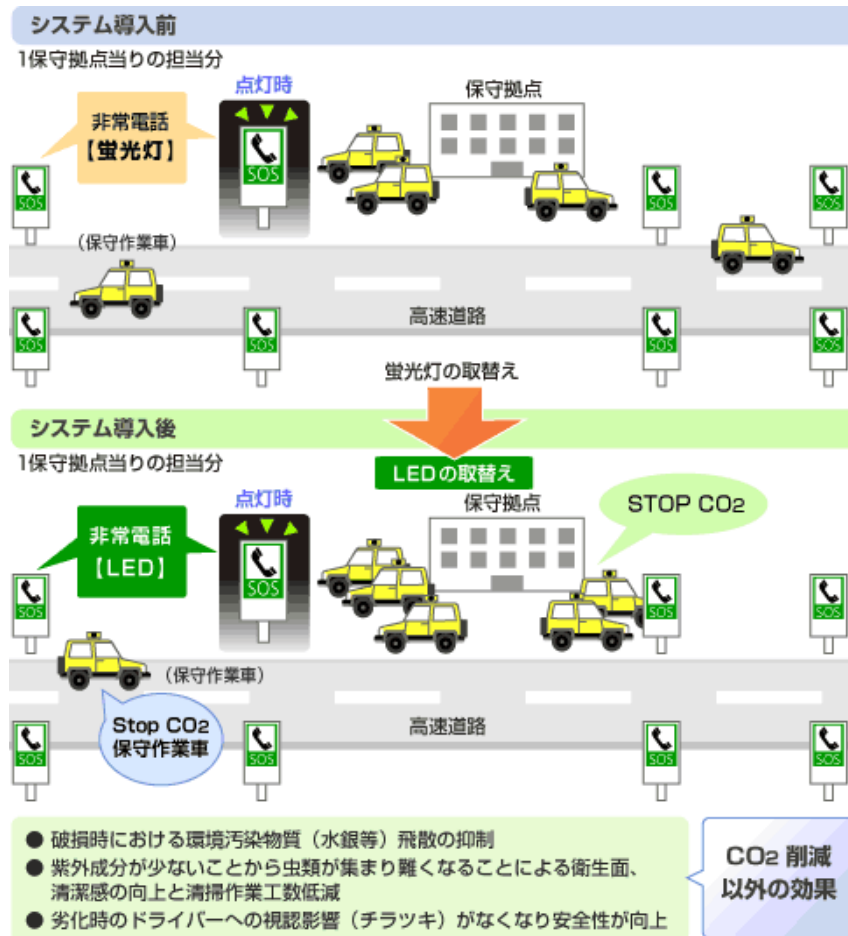 システム導入前
1保守拠点当りの担当分
点灯時
保守拠点
非常電話
【蛍光灯】
SOS
SOS
SOS
SOS
（保守作業車）
SOS
SOS
SOS
SOS
高速道路
蛍光灯の取替え
システム導入後
1保守拠点当りの担当分
LEDの取替え
点灯時
保守拠点
STOP CO2
非常電話
【LED】
SOS
SOS
SOS
SOS
（保守作業車）
Stop CO2
保守作業車
高速道路
SOS
SOS
SOS
SOS
● 破損時における環境汚染物質（水銀等）飛散の抑制
● 紫外成分が少ないことから虫類が集まり難くなることによる衛生面、
清潔感の向上と清掃作業工数低減
● 劣化時のドライバーへの視認影響（チラツキ）がなくなり安全性が向上
CO2 削減
以外の効果